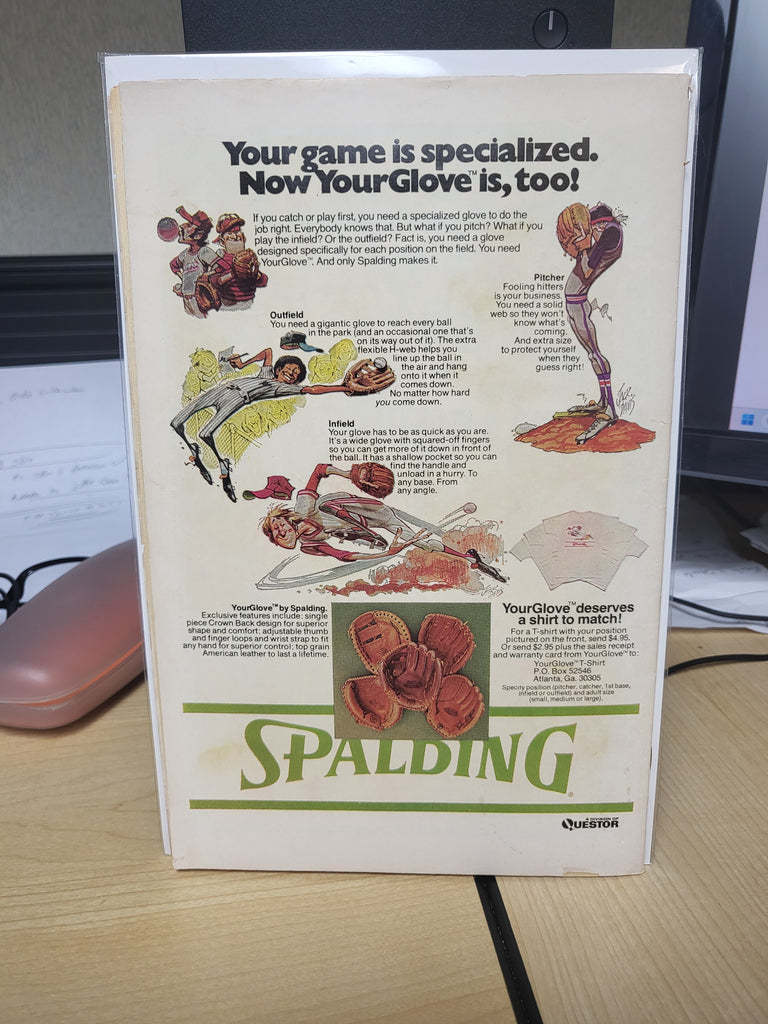 Your game is specialized.
Now YourGlove™ is, too!
If you catch or play first, you need a specialized glove to do the
job right. Everybody knows that. But what if you pitch? What if you
play the infield? Or the outfield? Fact is, you need a glove
designed specifically for each position on the field. You need
YourGlove™. And only Spalding makes it.
Pitcher
Fooling hitters
is your business.
You need a solid
web so they won't
know what's
coming.
And extra size
to protect yourself
when they
guess right!
Outfield
You need a gigantic glove to reach every ball
in the park (and an occasional one that's
on its way out of it). The extra
flexible H-web helps you
line up the ball in
the air and hang
onto it when it
comes down.
No matter how hard
you come down.
Jack
Davis
Infield
Your glove has to be as quick as you are.
It's a wide glove with squared-off fingers
so you can get more of it down in front of
the ball. It has a shallow pocket so you can
find the handle and
unload in a hurry. To
any base. From
any angle.
YourGlove™ by Spalding.
Exclusive features include: single
piece Crown Back design for superior
shape and comfort; adjustable thumb
and finger loops and wrist strap to fit
any hand for superior control; top grain
American leather to last a lifetime.
YourGlove™ deserves
a shirt to match!
For a T-shirt with your position
pictured on the front, send $4.95.
Or send $2.95 plus the sales receipt
and warranty card from YourGlove™ to:
YourGlove™ T-Shirt
P.O. Box 52546
Atlanta, Ga. 30305
Specify position (pitcher, catcher, 1st base,
infield or outfield) and adult size
(small, medium or large).
SPALDING
A DIVISION OF
QUESTOR